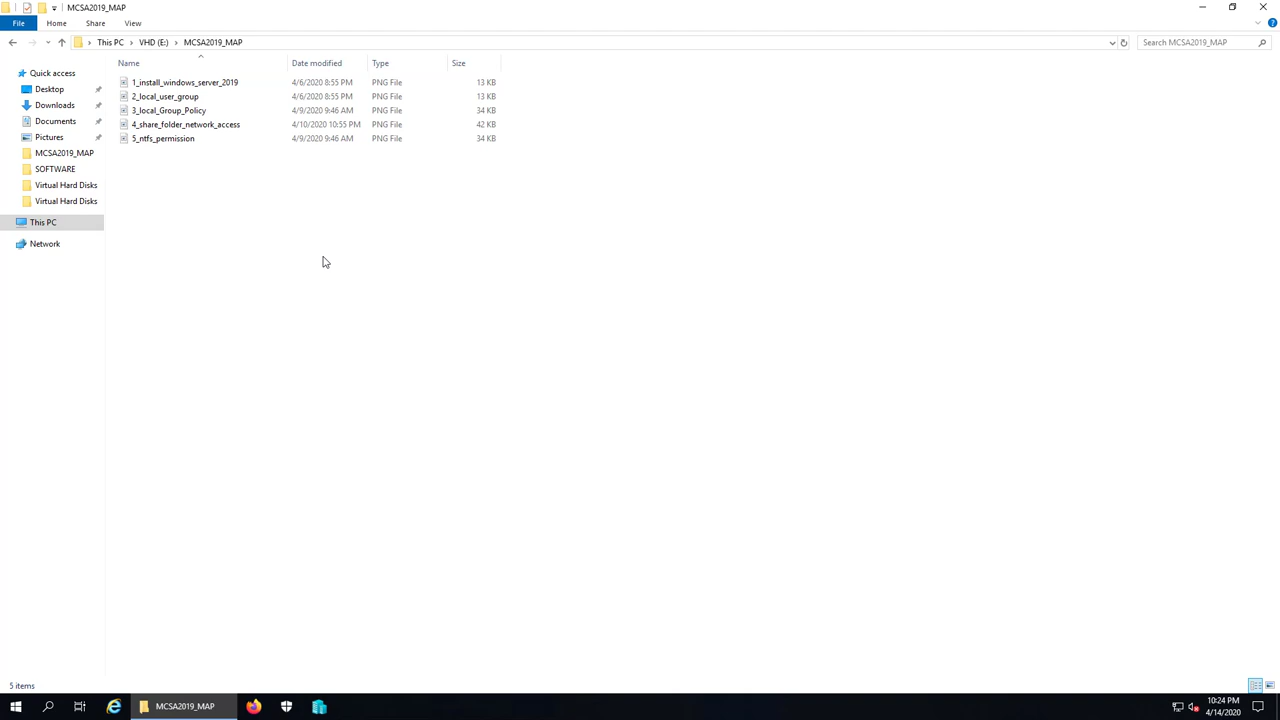 MCSA2019_MAP
File Home Share View
This PC VHD (E:) MCSA2019_MAP Search MCSA2019_MAP
Name Date modified Type Size
Quick access
Desktop
Downloads
Documents
Pictures
MCSA2019_MAP
SOFTWARE
Virtual Hard Disks
Virtual Hard Disks
This PC
Network
1_install_windows_server_2019 4/6/2020 8:55 PM PNG File 13 KB
2_local_user_group 4/6/2020 8:55 PM PNG File 13 KB
3_local_Group_Policy 4/9/2020 9:46 AM PNG File 34 KB
4_share_folder_network_access 4/10/2020 10:55 PM PNG File 42 KB
5_ntfs_permission 4/9/2020 9:46 AM PNG File 34 KB
5 items
MCSA2019_MAP
10:24 PM
4/14/2020